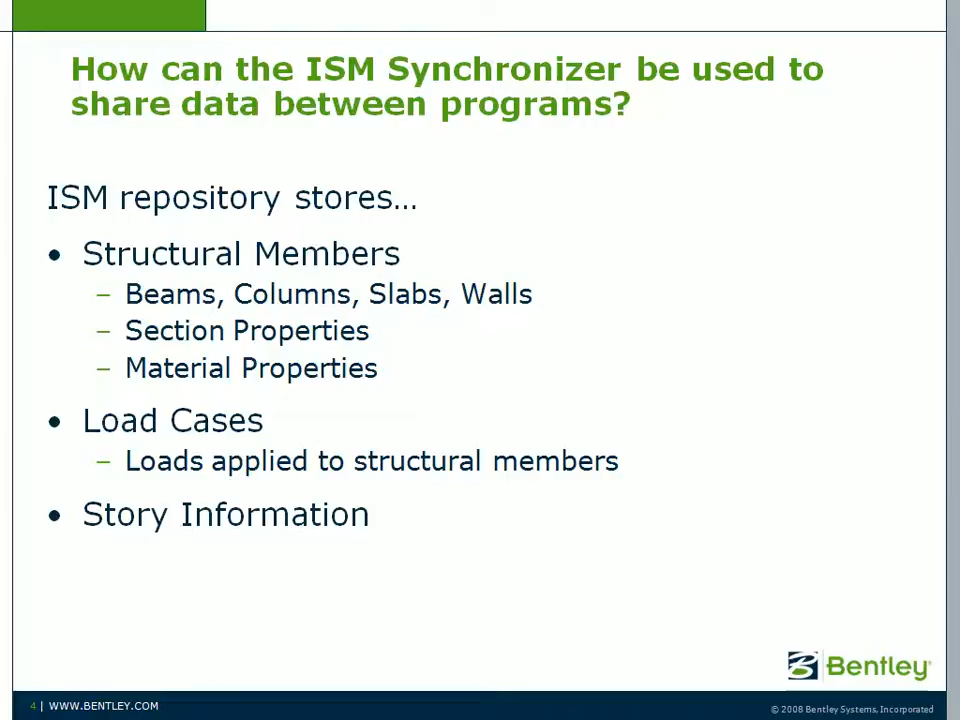 How can the ISM Synchronizer be used to
share data between programs?
ISM repository stores…
• Structural Members
– Beams, Columns, Slabs, Walls
– Section Properties
– Material Properties
• Load Cases
– Loads applied to structural members
• Story Information
Bentley®
4 | WWW.BENTLEY.COM
© 2008 Bentley Systems, Incorporated